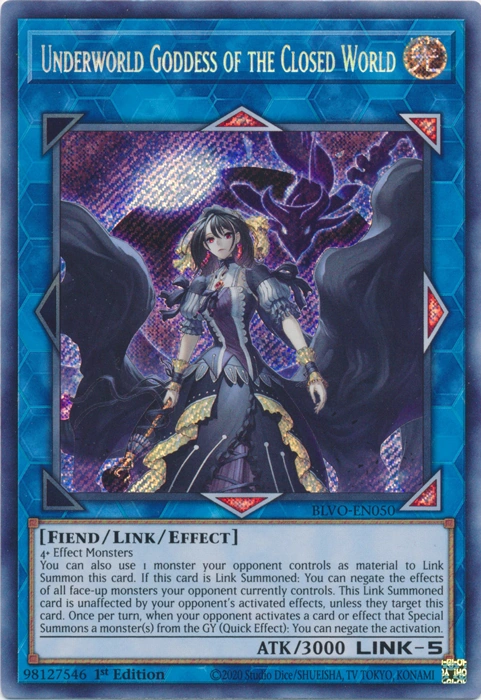 UNDERWORLD GODDESS OF THE CLOSED WORLD
BLVO-EN050
[FIEND/LINK/EFFECT]
4+ Effect Monsters
You can also use 1 monster your opponent controls as material to Link
Summon this card. If this card is Link Summoned: You can negate the effects
of all face-up monsters your opponent currently controls. This Link Summoned
card is unaffected by your opponent's activated effects, unless they target this
card. Once per turn, when your opponent activates a card or effect that Special
Summons a monster(s) from the GY (Quick Effect): You can negate the activation.
ATK/3000 LINK-5
98127546 1st Edition ©2020 Studio Dice/SHUEISHA, TV TOKYO, KONAMI